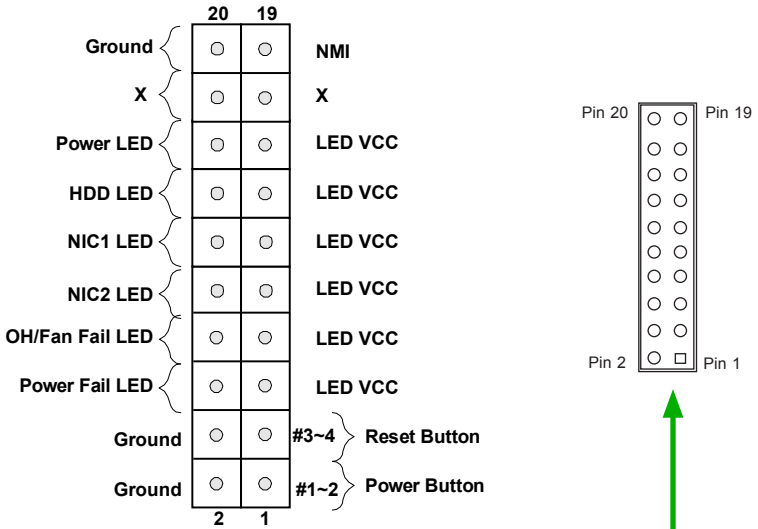 20 19
Ground NMI
X X
Pin 20 Pin 19
Power LED LED VCC
HDD LED LED VCC
NIC1 LED LED VCC
NIC2 LED LED VCC
OH/Fan Fail LED LED VCC
Pin 2 Pin 1
Power Fail LED LED VCC
Ground #3~4 Reset Button
Ground #1~2 Power Button
2 1